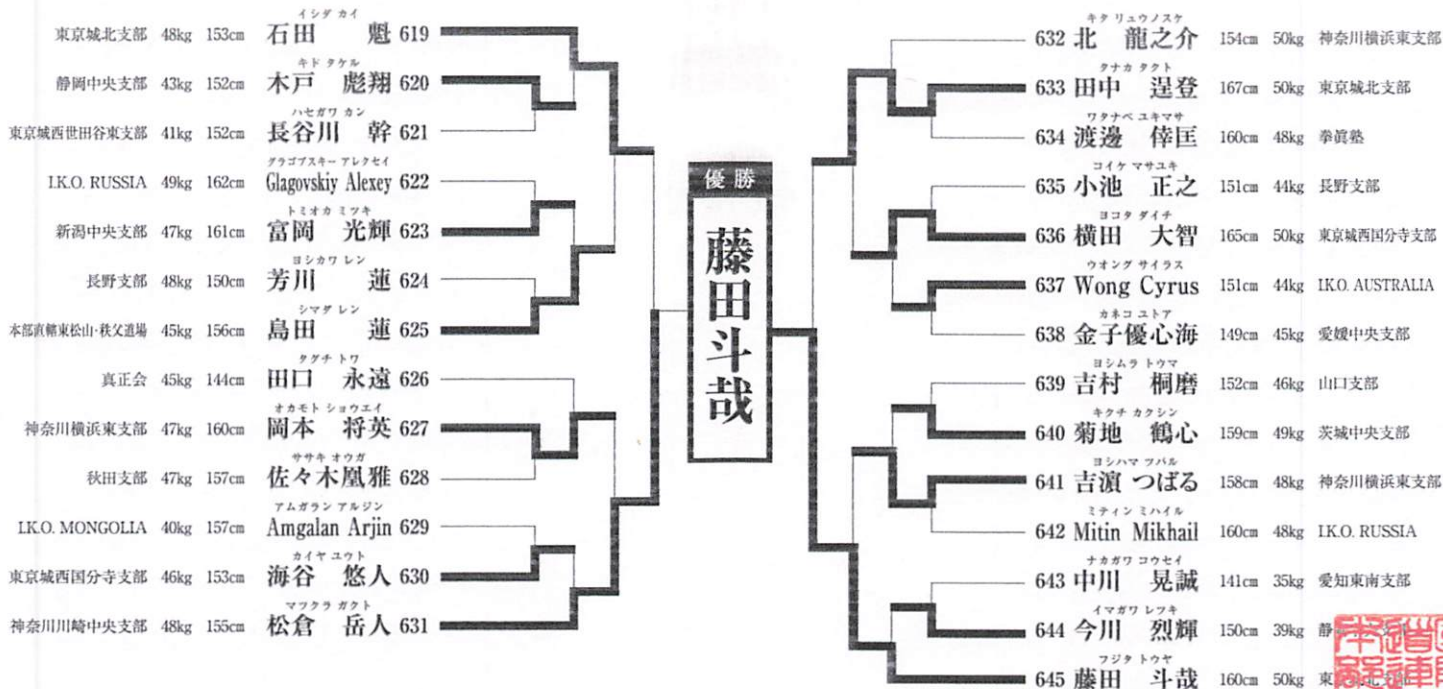 イシダ カイ
東京城北支部 48kg 153cm 石田 魁 619
キド タケル
静岡中央支部 43kg 152cm 木戸 彪翔 620
ハセガワ カン
東京城西世田谷東支部 41kg 152cm 長谷川 幹 621
グラゴブスキー アレクセイ
I.K.O. RUSSIA 49kg 162cm Glagovskiy Alexey 622
トミオカ ミツキ
新潟中央支部 47kg 161cm 富岡 光輝 623
ヨシカワ レン
長野支部 48kg 150cm 芳川 蓮 624
シマダ レン
本部直轄東松山・秩父道場 45kg 156cm 島田 蓮 625
タグチ トワ
真正会 45kg 144cm 田口 永遠 626
オカモト ショウエイ
神奈川横浜東支部 47kg 160cm 岡本 将英 627
ササキ オウガ
秋田支部 47kg 157cm 佐々木凰雅 628
アムガラン アルジン
I.K.O. MONGOLIA 40kg 157cm Amgalan Arjin 629
カイヤ ユウト
東京城西国分寺支部 46kg 153cm 海谷 悠人 630
マツクラ ガクト
神奈川川崎中央支部 48kg 155cm 松倉 岳人 631
優勝
藤田斗哉
キタ リュウノスケ
632 北 龍之介 154cm 50kg 神奈川横浜東支部
タナカ タクト
633 田中 逞登 167cm 50kg 東京城北支部
ワタナベ ユキマサ
634 渡邊 倖匡 160cm 48kg 拳眞塾
コイケ マサユキ
635 小池 正之 151cm 44kg 長野支部
ヨコタ ダイチ
636 横田 大智 165cm 50kg 東京城西国分寺支部
ウオング サイラス
637 Wong Cyrus 151cm 44kg I.K.O. AUSTRALIA
カネコ ユトア
638 金子優心海 149cm 45kg 愛媛中央支部
ヨシムラ トウマ
639 吉村 桐磨 152cm 46kg 山口支部
キクチ カクシン
640 菊地 鶴心 159cm 49kg 茨城中央支部
ヨシハマ ツバル
641 吉濵 つばる 158cm 48kg 神奈川横浜東支部
ミティン ミハイル
642 Mitin Mikhail 160cm 48kg I.K.O. RUSSIA
ナカガワ コウセイ
643 中川 晃誠 141cm 35kg 愛知東南支部
イマガワ レツキ
644 今川 烈輝 150cm 39kg 静
フジタ トウヤ
645 藤田 斗哉 160cm 50kg 東